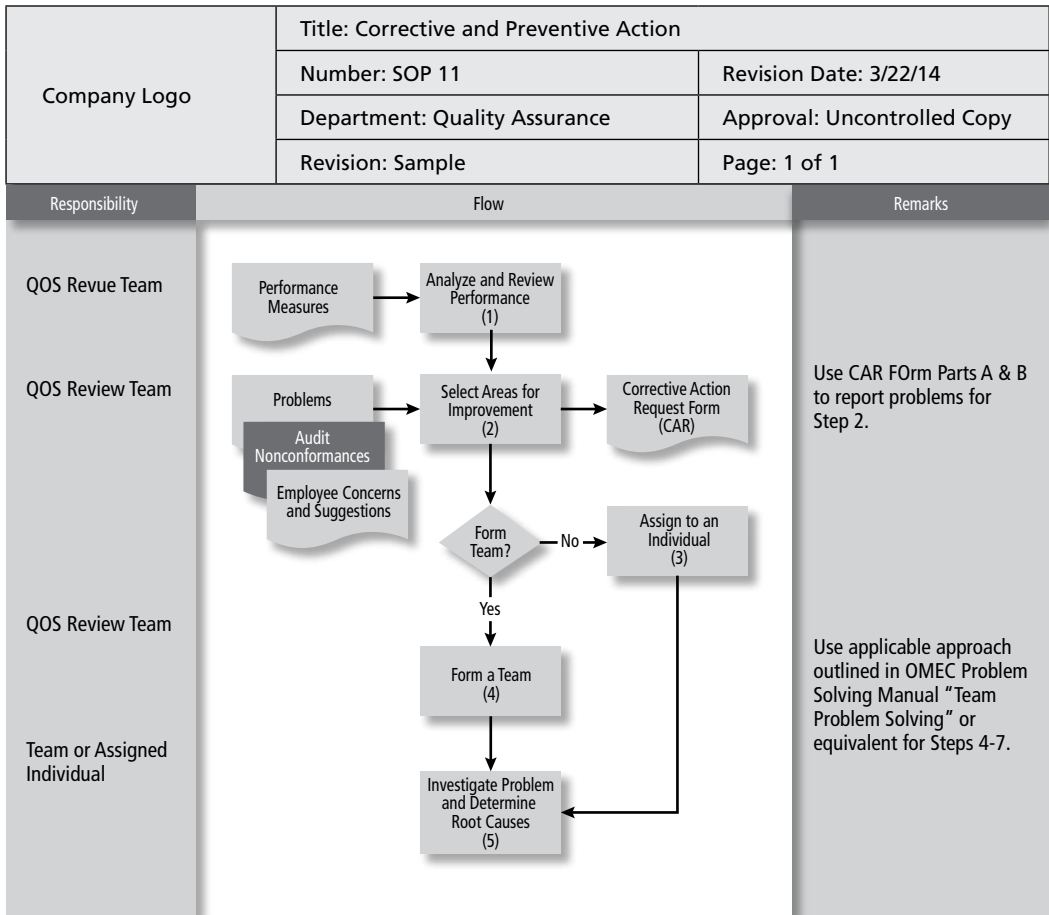 Company Logo
Title: Corrective and Preventive Action
Number: SOP 11
Revision Date: 3/22/14
Department: Quality Assurance
Approval: Uncontrolled Copy
Revision: Sample
Page: 1 of 1
Responsibility
Flow
Remarks
QOS Revue Team
Performance
Measures
Analyze and Review
Performance
(1)
QOS Review Team
Problems
Audit
Nonconformances
Employee Concerns
and Suggestions
Select Areas for
Improvement
(2)
Corrective Action
Request Form
(CAR)
Use CAR FOrm Parts A & B
to report problems for
Step 2.
Form
Team?
No
Assign to an
Individual
(3)
Yes
QOS Review Team
Form a Team
(4)
Use applicable approach
outlined in OMEC Problem
Solving Manual “Team
Problem Solving” or
equivalent for Steps 4-7.
Team or Assigned
Individual
Investigate Problem
and Determine
Root Causes
(5)